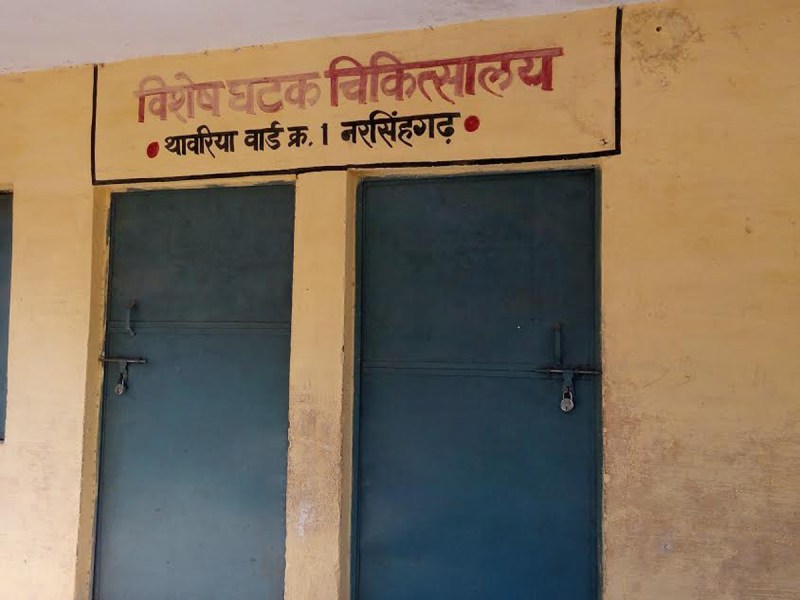 विशेष घटक चिकित्सालय
• थावरिया वार्ड क्र. 1 नरसिंहगढ़ •